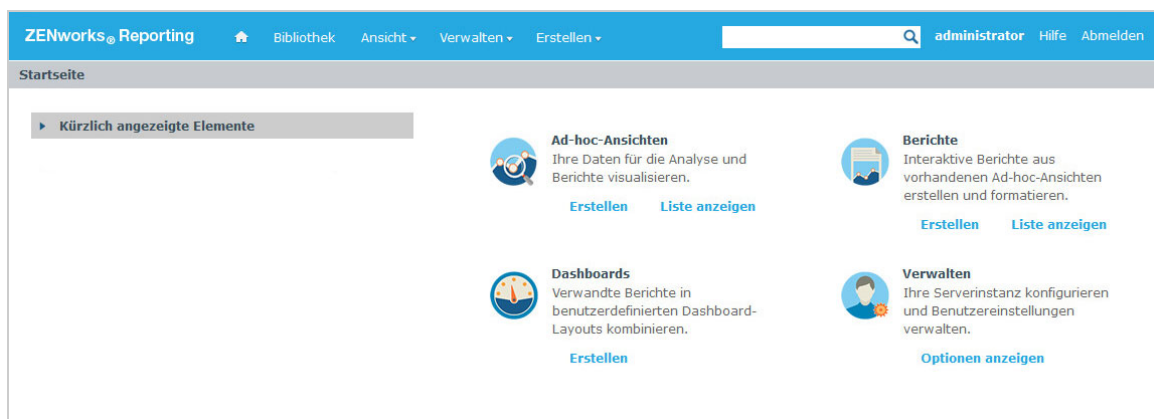 ZENworks® Reporting Bibliothek Ansicht Verwalten Erstellen administrator Hilfe Abmelden
Startseite
Kürzlich angezeigte Elemente
Ad-hoc-Ansichten
Ihre Daten für die Analyse und
Berichte visualisieren.
Erstellen Liste anzeigen
Berichte
Interaktive Berichte aus
vorhandenen Ad-hoc-Ansichten
erstellen und formatieren.
Erstellen Liste anzeigen
Dashboards
Verwandte Berichte in
benutzerdefinierten Dashboard-
Layouts kombinieren.
Erstellen
Verwalten
Ihre Serverinstanz konfigurieren
und Benutzereinstellungen
verwalten.
Optionen anzeigen